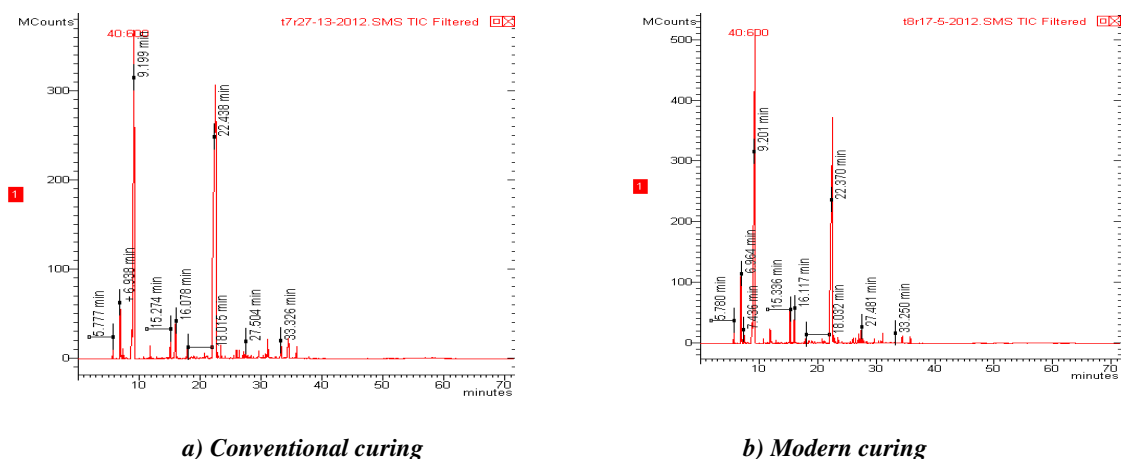 MCounts
t7r27-13-2012.SMS TIC Filtered
40:600
9.199 min
22.438 min
300
200
100
0
1
5.777 min
+ 6.938 min
15.274 min
16.078 min
18.015 min
27.504 min
33.326 min
10
20
30
40
50
60
70
minutes
a) Conventional curing
MCounts
t8r17-5-2012.SMS TIC Filtered
40:600
9.201 min
22.370 min
500
400
300
200
100
0
1
5.780 min
6.964 min
7.436 min
15.336 min
16.117 min
18.032 min
27.481 min
33.250 min
10
20
30
40
50
60
70
minutes
b) Modern curing